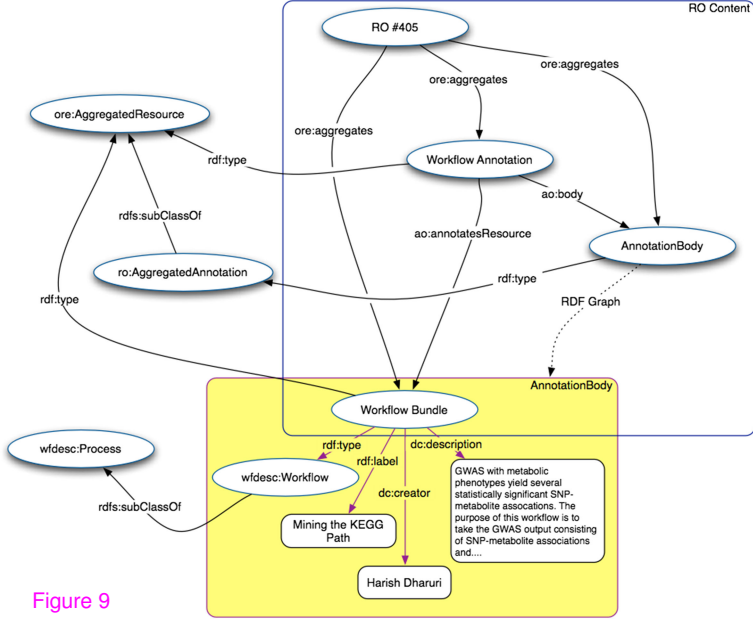 RO Content
RO #405
ore:aggregates
ore:aggregates
ore:AggregatedResource
ore:aggregates
rdf:type
Workflow Annotation
ao:body
rdfs:subClassOf
ao:annotatesResource
AnnotationBody
ro:AggregatedAnnotation
rdf:type
rdf:type
RDF Graph
AnnotationBody
Workflow Bundle
wfdesc:Process
rdf:type
dc:description
rdf:label
wfdesc:Workflow
dc:creator
rdfs:subClassOf
GWAS with metabolic
phenotypes yield several
statistically significant SNP-
metabolite assocations. The
purpose of this workflow is to
take the GWAS output consisting
of SNP-metabolite associations
and....
Mining the KEGG
Path
Harish Dharuri
Figure 9